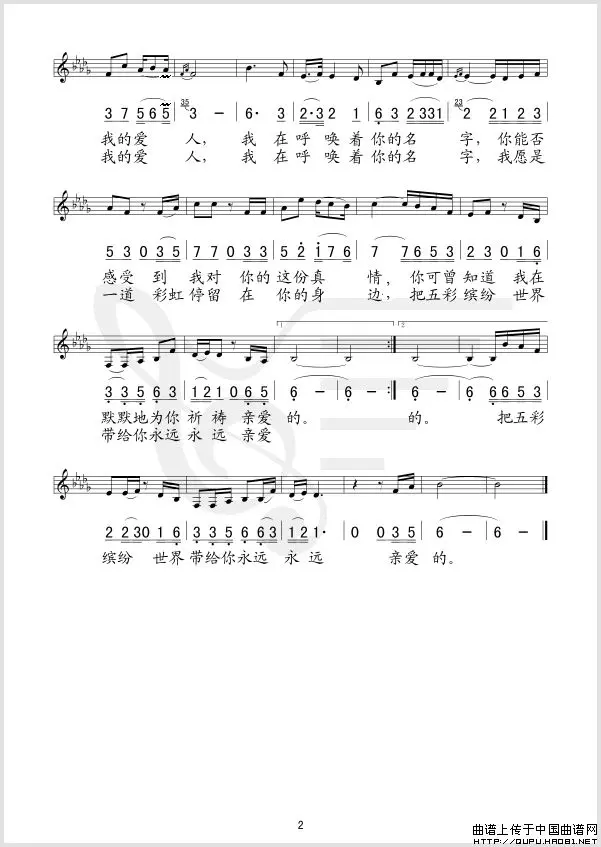 3 7 5 6 5 | 35 3 — | 6· 3 | 2·3 2 1 | 6 3 2 3 3 1 | 23 2 2 1 2 3
我的爱 人，我 在呼 唤着你的名 字，你能否
我的爱 人，我 在呼 唤着你的名 字，我愿是
5 3 0 3 5 | 7 7 0 3 3 | 5 2 1 7 6 | 7 7 6 5 3 | 2 3 0 1 6
感受 到 我对 你的这份真 情，你可曾知道 我在
一道 彩虹停留 在 你的身 边，把五彩缤纷 世界
1. 2.
3 3 5 6 3 | 1 2 1 0 6 5 | 6 — | 6 — :| 6 — | 6 6 6 5 3
默默地为你祈祷 亲爱 的。 的。 把五彩
带给你永远永远 亲爱
2 2 3 0 1 6 | 3 3 5 6 6 3 | 1 2 1· | 0 0 3 5 | 6 — | 6 —
缤纷 世界带给你永远 永 远 亲爱 的。
2
曲谱上传于中国曲谱网
HTTP://QUPU.HAO81.NET